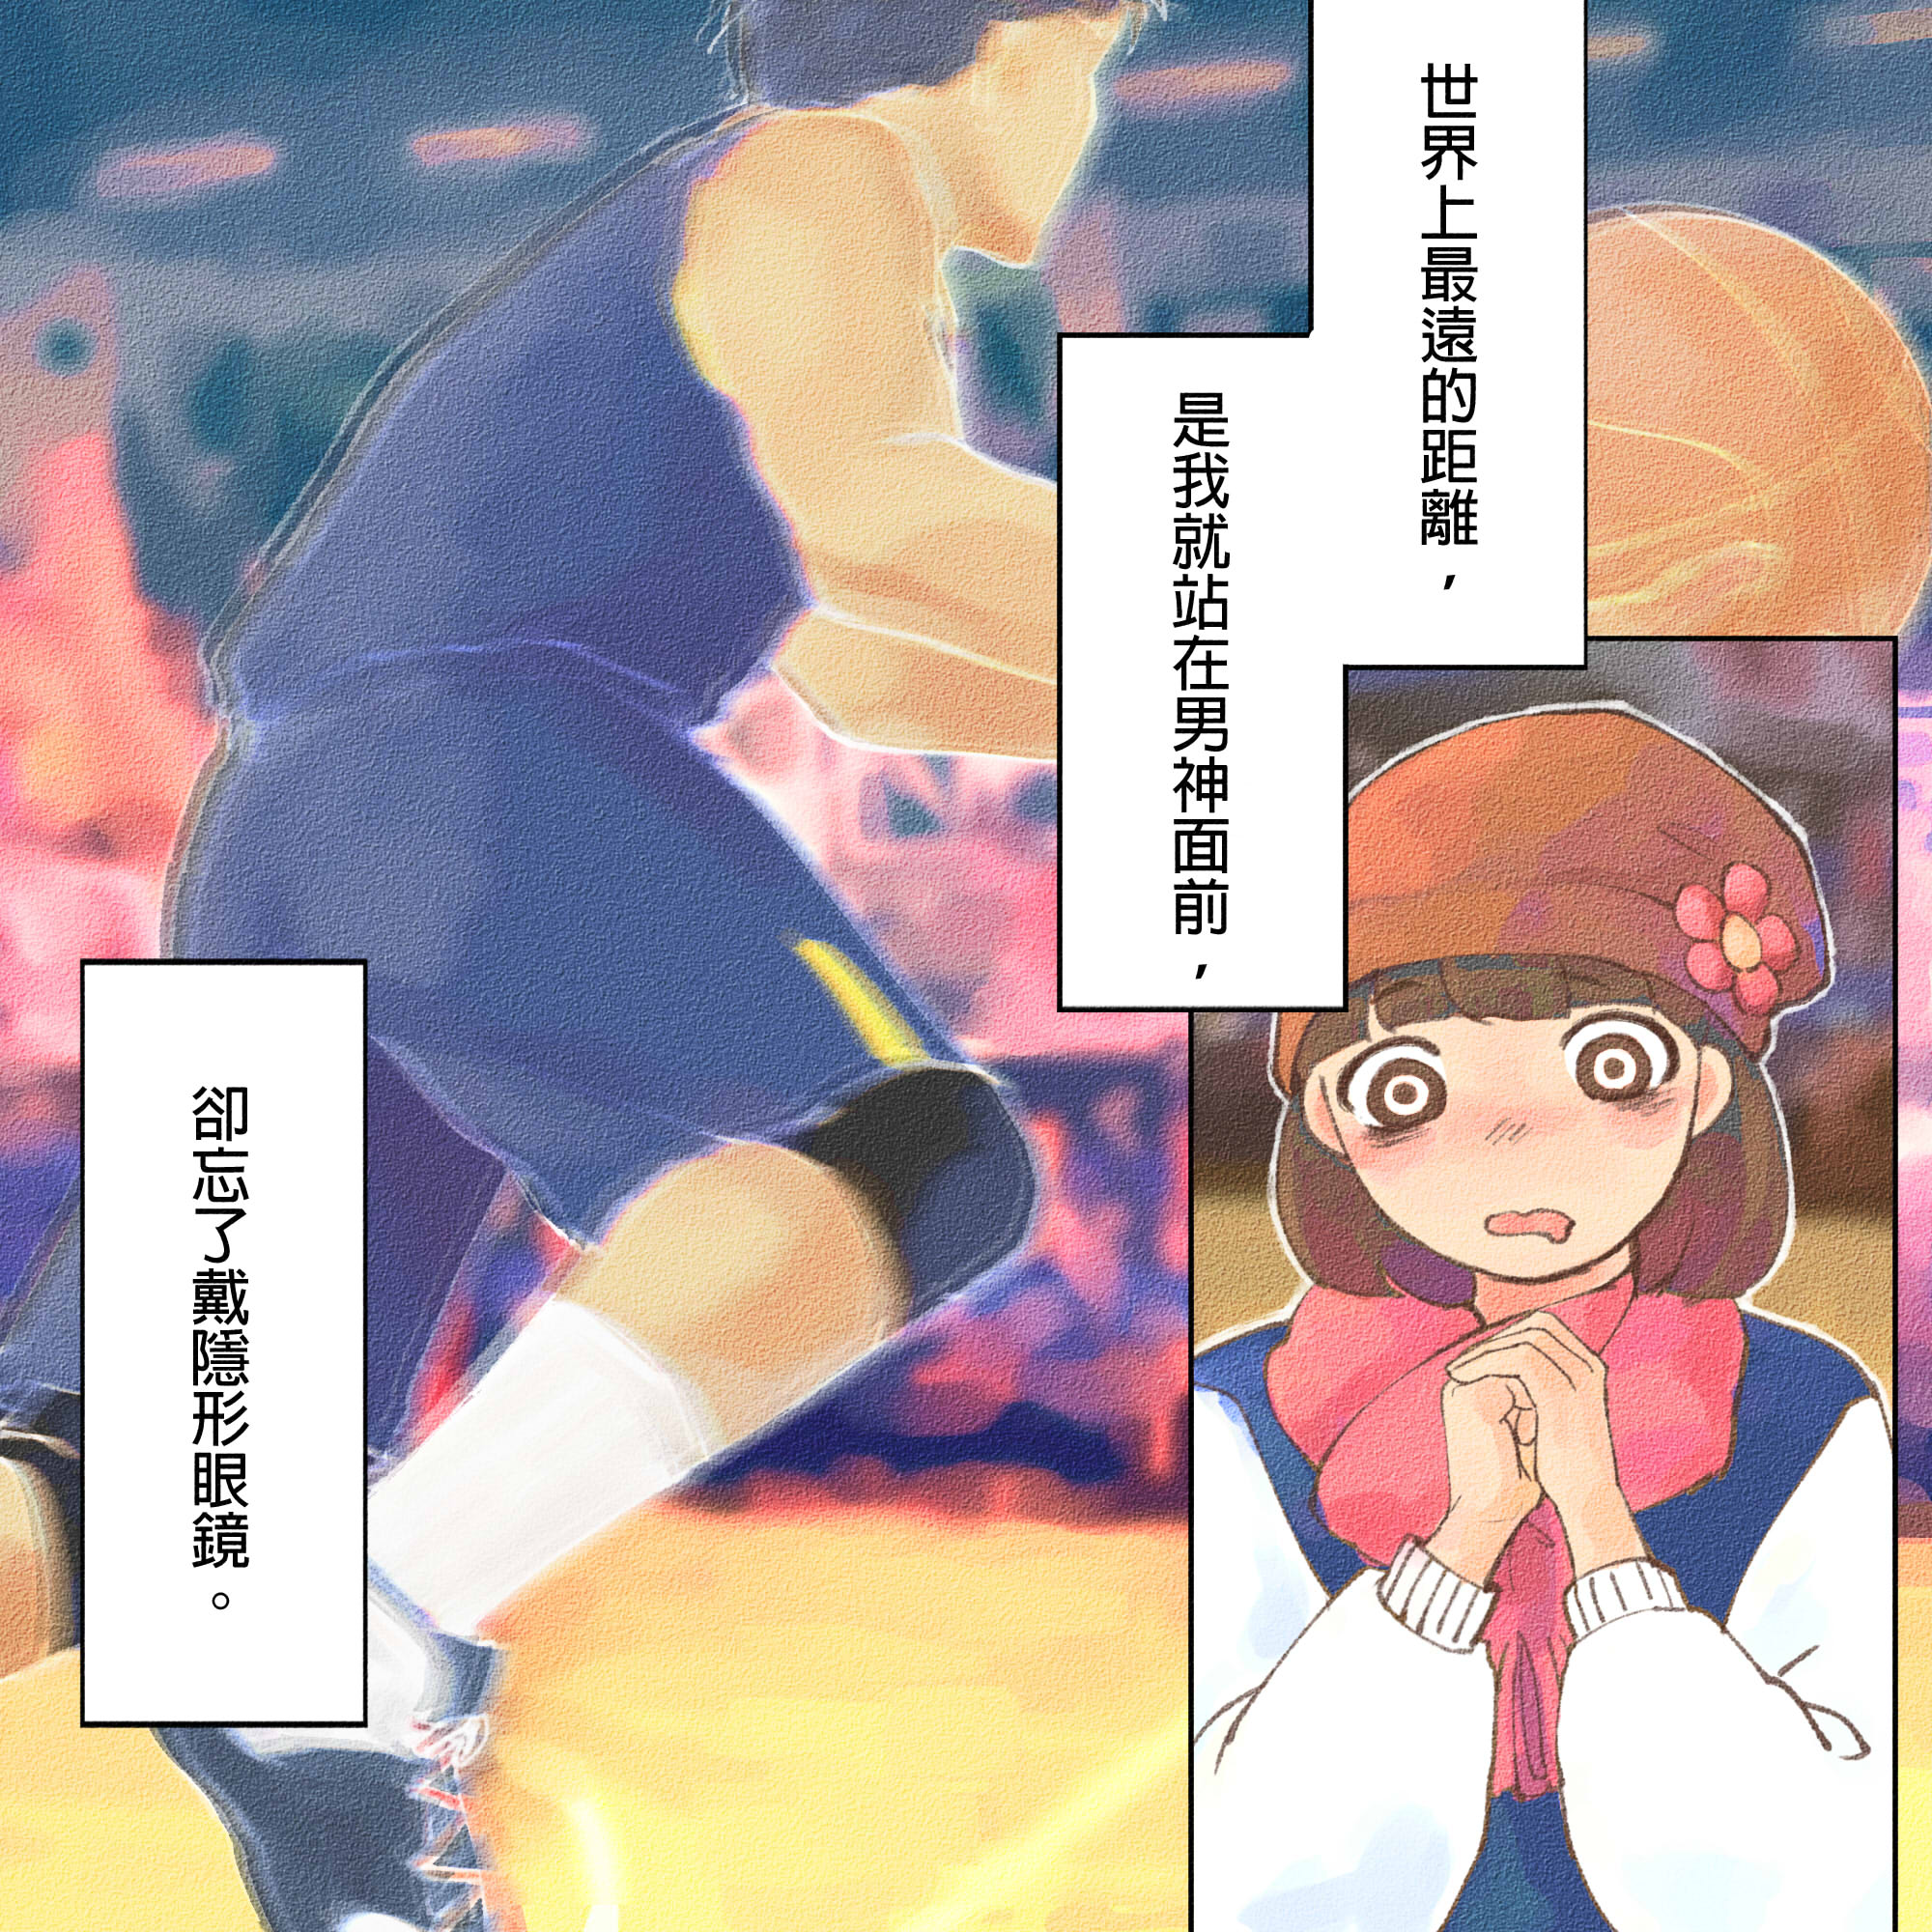 世界上最遠的距離，
是我就站在男神面前，
卻忘了戴隱形眼鏡。